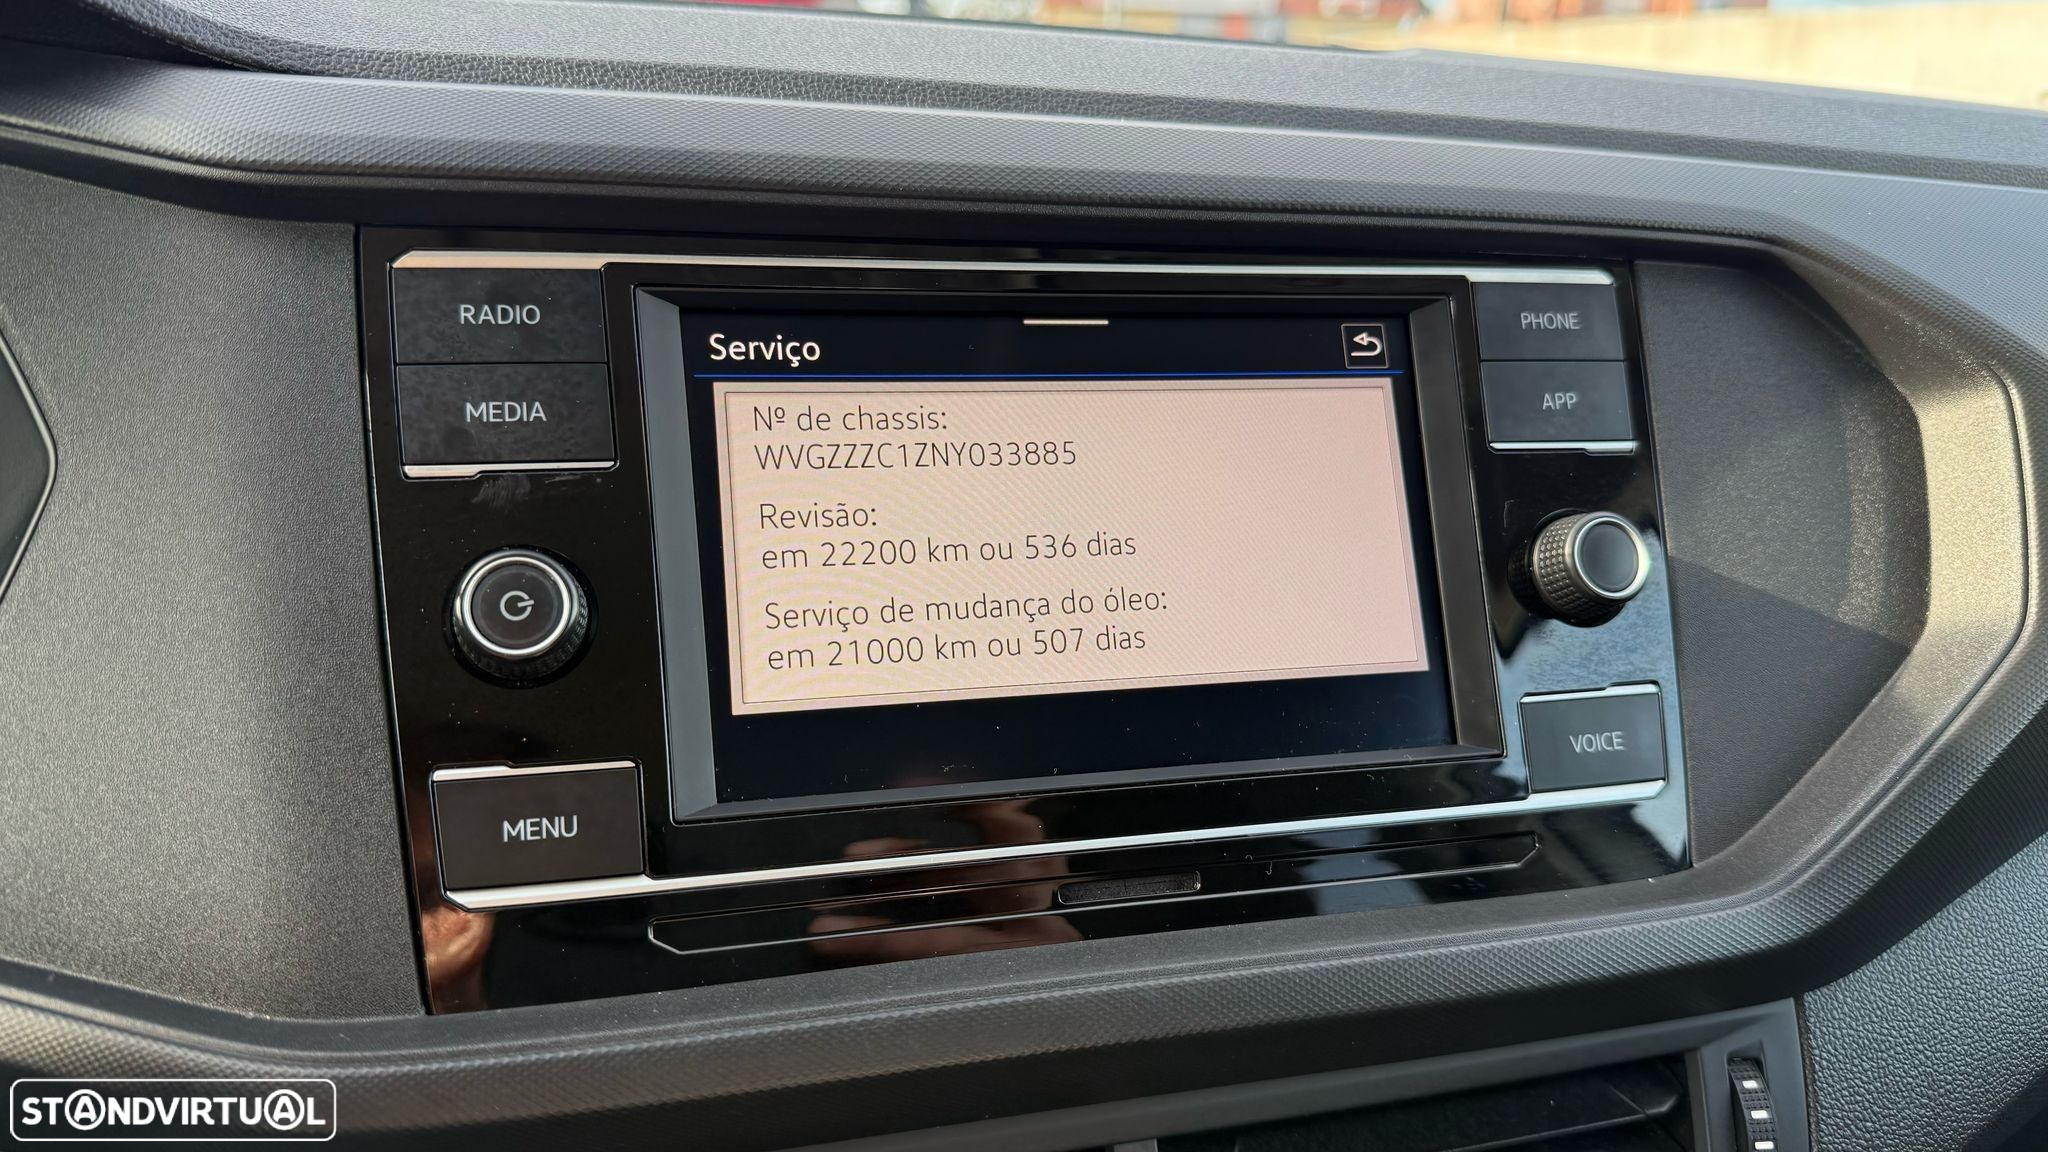 RADIO
MEDIA
MENU
Serviço
Nº de chassis:
WVGZZZC1ZNY033885
Revisão:
em 22200 km ou 536 dias
Serviço de mudança do óleo:
em 21000 km ou 507 dias
PHONE
APP
VOICE
STANDVIRTUAL